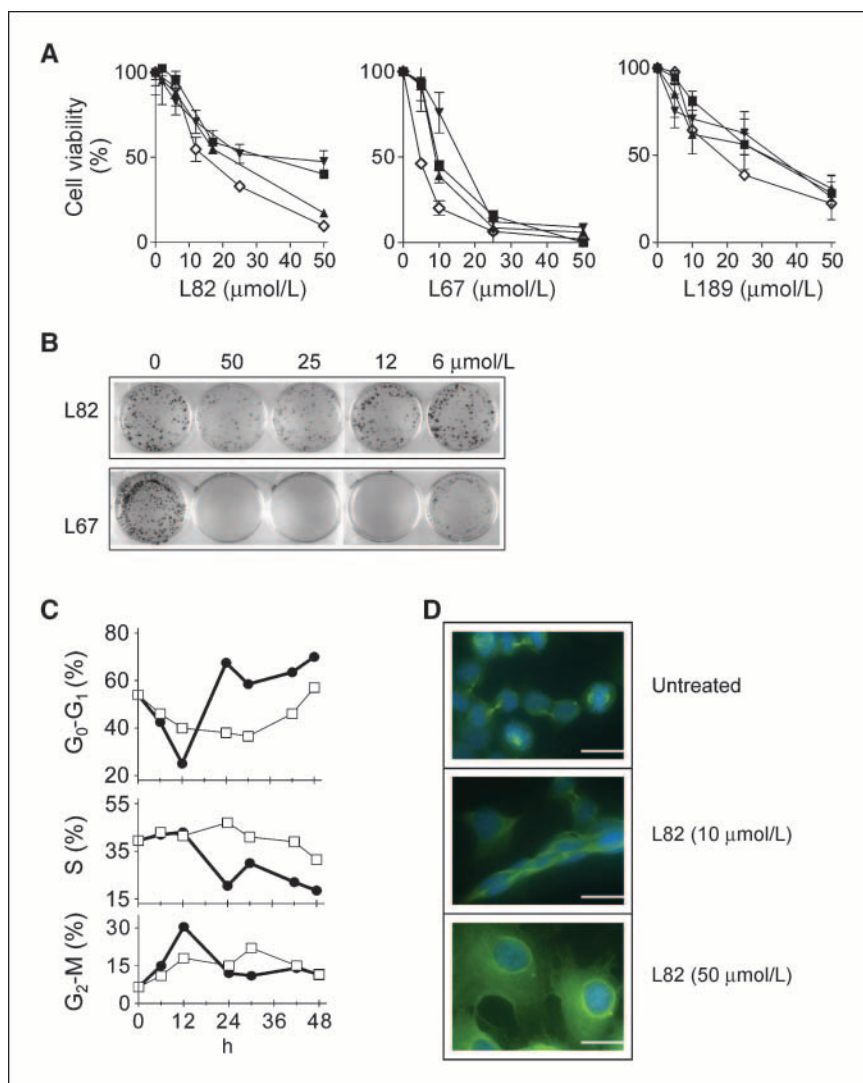 A
Cell viability
(%)
100
50
0
0 10 20 30 40 50
L82 (μmol/L)
100
50
0
0 10 20 30 40 50
L67 (μmol/L)
100
50
0
0 10 20 30 40 50
L189 (μmol/L)
B
0 50 25 12 6 μmol/L
L82
L67
C
G₀-G₁ (%)
80
60
40
20
S (%)
55
35
15
G₂-M (%)
30
15
0
0 12 24 36 48
h
D
Untreated
L82 (10 μmol/L)
L82 (50 μmol/L)